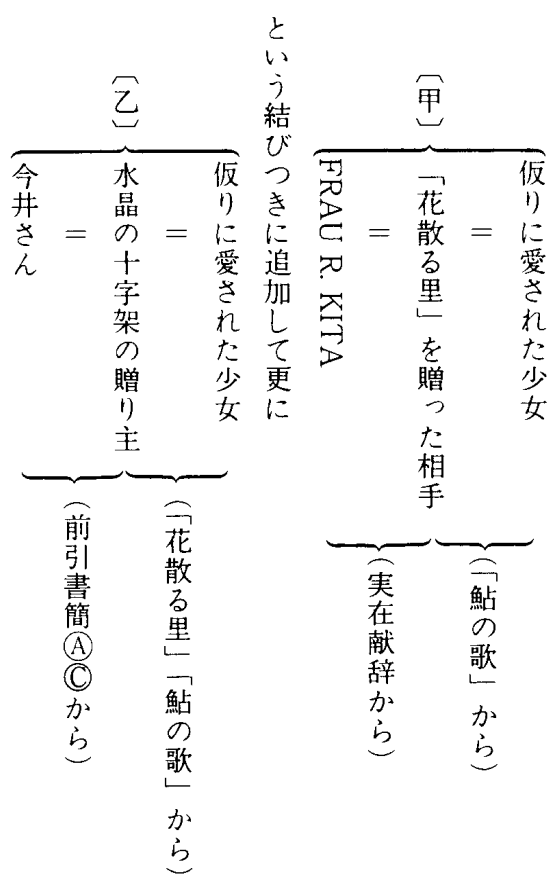 〔甲〕
仮りに愛された少女
=
「花散る里」を贈った相手
=
FRAU R. KITA
(「鮎の歌」から)
(実在献辞から)
という結びつきに追加して更に
〔乙〕
仮りに愛された少女
=
水晶の十字架の贈り主
=
今井さん
(「花散る里」「鮎の歌」から)
(前引書簡ⒶⒸから)